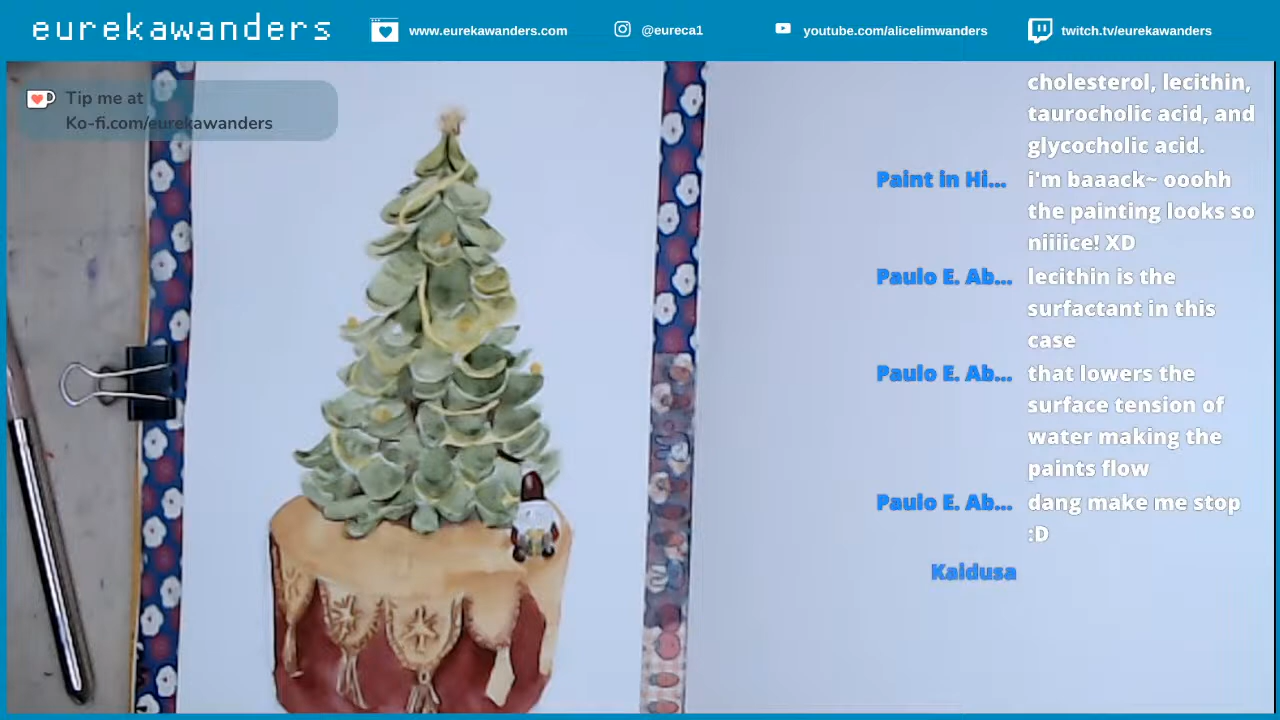 eurekawanders
www.eurekawanders.com
@eureca1
youtube.com/alicelimwanders
twitch.tv/eurekawanders
Tip me at
Ko-fi.com/eurekawanders
cholesterol, lecithin,
taurocholic acid, and
glycocholic acid.
Paint in Hi... i'm baaack~ ooohh
the painting looks so
niiiice! XD
Paulo E. Ab... lecithin is the
surfactant in this
case
Paulo E. Ab... that lowers the
surface tension of
water making the
paints flow
Paulo E. Ab... dang make me stop
:D
Kaidusa